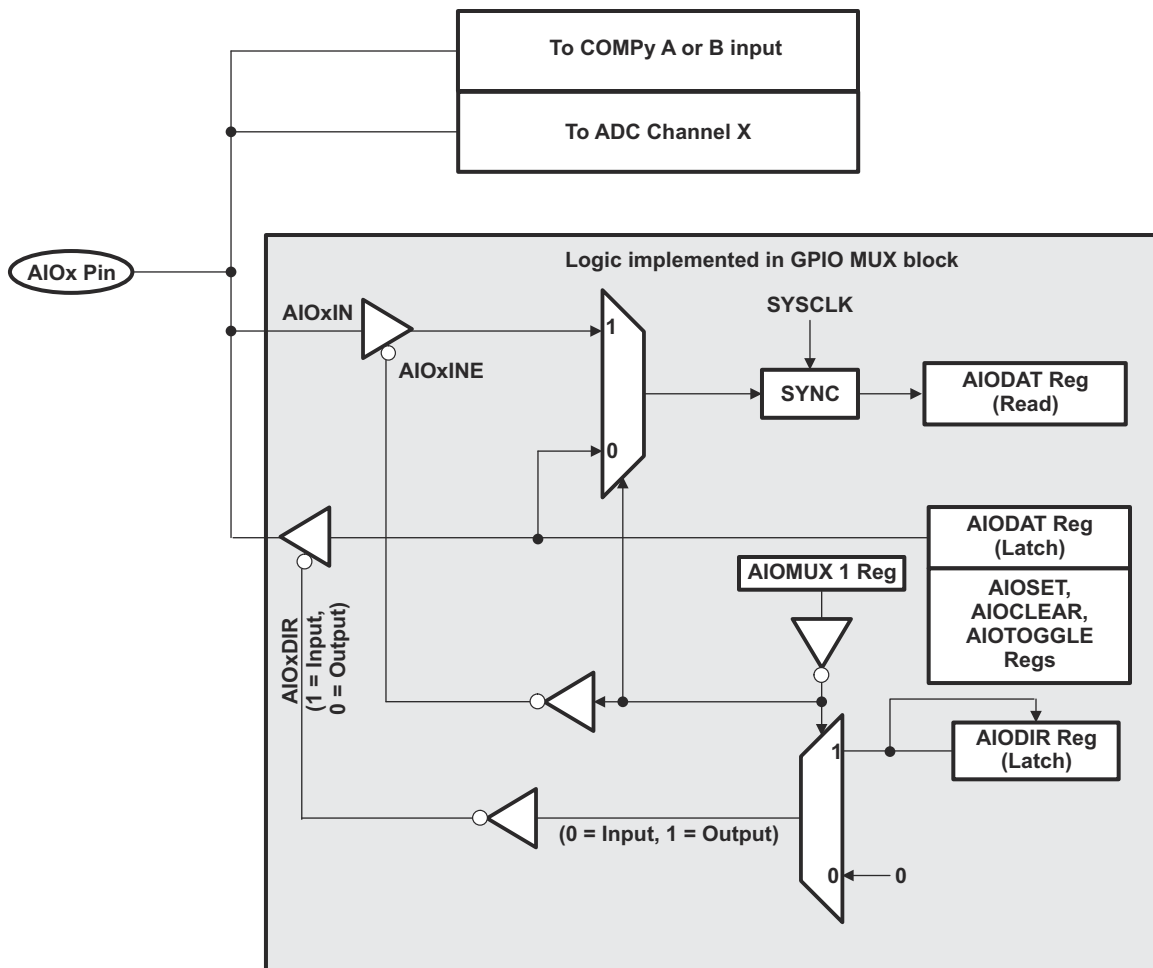 To COMPy A or B input
To ADC Channel X
AIOx Pin
Logic implemented in GPIO MUX block
AIOxIN
AIOxINE
1
0
SYSCLK
SYNC
AIODAT Reg
(Read)
AIODAT Reg
(Latch)
AIOSET,
AIOCLEAR,
AIOTOGGLE
Regs
AIOMUX 1 Reg
AIOxDIR
(1 = Input,
0 = Output)
1
AIODIR Reg
(Latch)
(0 = Input, 1 = Output)
0
0